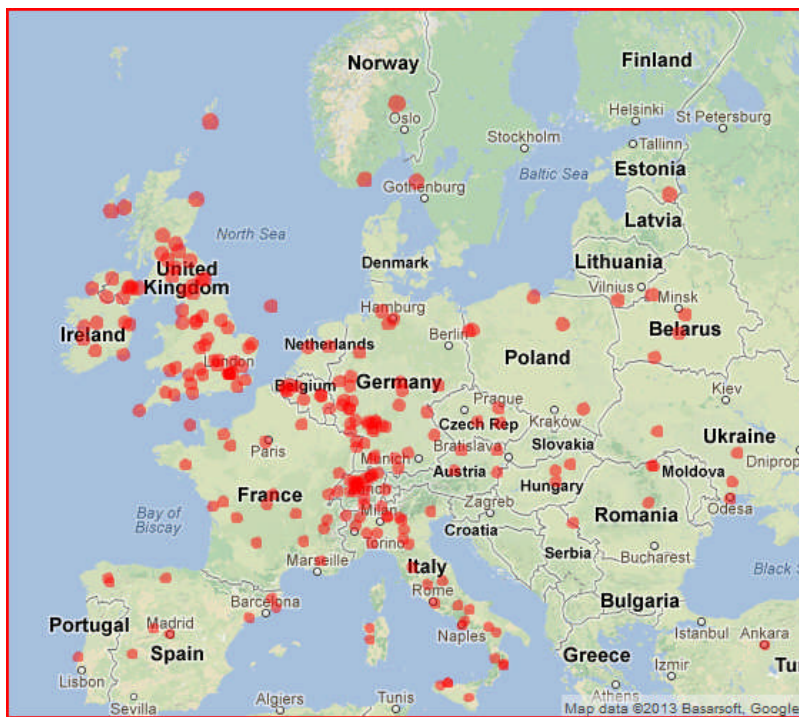 Norway
Finland
Oslo
Helsinki
St Petersburg
Stockholm
Tallinn
Baltic Sea
Estonia
Gothenburg
Latvia
North Sea
Denmark
Lithuania
United
Kingdom
Vilnius
Minsk
Hamburg
Ireland
Belarus
Berlin
Netherlands
London
Poland
Belgium
Germany
Prague
Kiev
Kraków
Czech Rep
Ukraine
Paris
Bratislava
Slovakia
Munich
Dniprop
Austria
Moldova
Hungary
France
Zagreb
Odesa
Milan
Romania
Bay of
Biscay
Croatia
Torino
Serbia
Bucharest
Marseille
Italy
Black S
Rome
Bulgaria
Barcelona
Portugal
Madrid
Naples
Istanbul
Ankara
Spain
Greece
Tu
Lisbon
Izmir
Sevilla
Algiers
Tunis
Athens
Map data ©2013 Basarsoft, Google